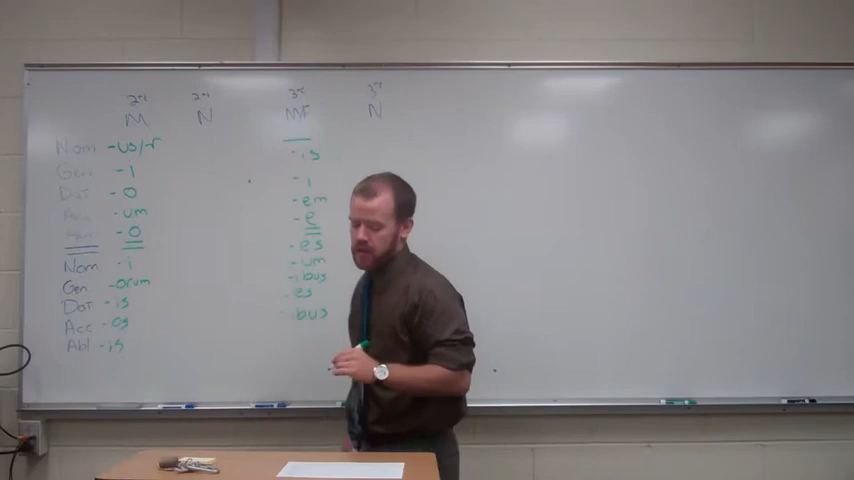 2nd 2nd 3rd 3rd
M N M/F N
Nom -us/-r
Gen -i -is
Dat -o -i
Acc -um -em
-o -e
Nom -i -es
Gen -orum -um
Dat -is -ibus
Acc -os -es
Abl -is -ibus